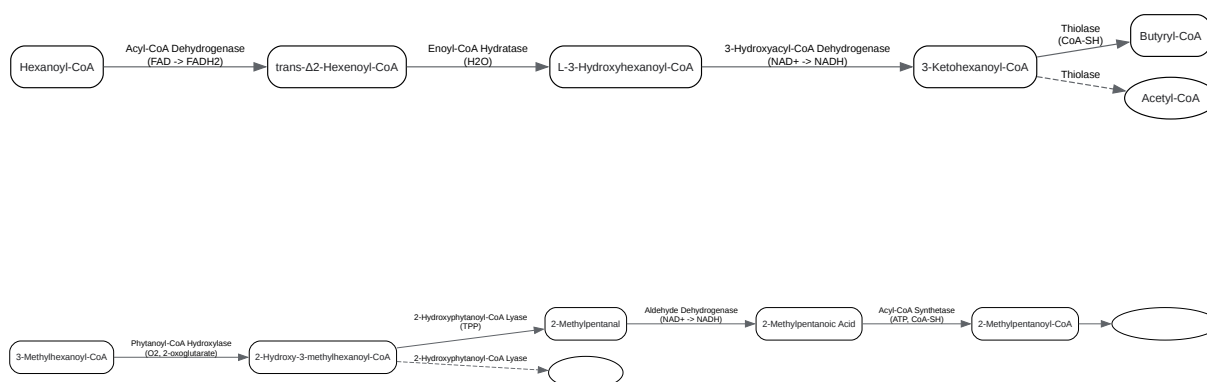 Hexanoyl-CoA
Acyl-CoA Dehydrogenase
(FAD -> FADH2)
trans-Δ2-Hexenoyl-CoA
Enoyl-CoA Hydratase
(H2O)
L-3-Hydroxyhexanoyl-CoA
3-Hydroxyacyl-CoA Dehydrogenase
(NAD+ -> NADH)
3-Ketohexanoyl-CoA
Thiolase
(CoA-SH)
Butyryl-CoA
Thiolase
Acetyl-CoA
3-Methylhexanoyl-CoA
Phytanoyl-CoA Hydroxylase
(O2, 2-oxoglutarate)
2-Hydroxy-3-methylhexanoyl-CoA
2-Hydroxyphytanoyl-CoA Lyase
(TPP)
2-Methylpentanal
Aldehyde Dehydrogenase
(NAD+ -> NADH)
2-Methylpentanoic Acid
Acyl-CoA Synthetase
(ATP, CoA-SH)
2-Methylpentanoyl-CoA
2-Hydroxyphytanoyl-CoA Lyase